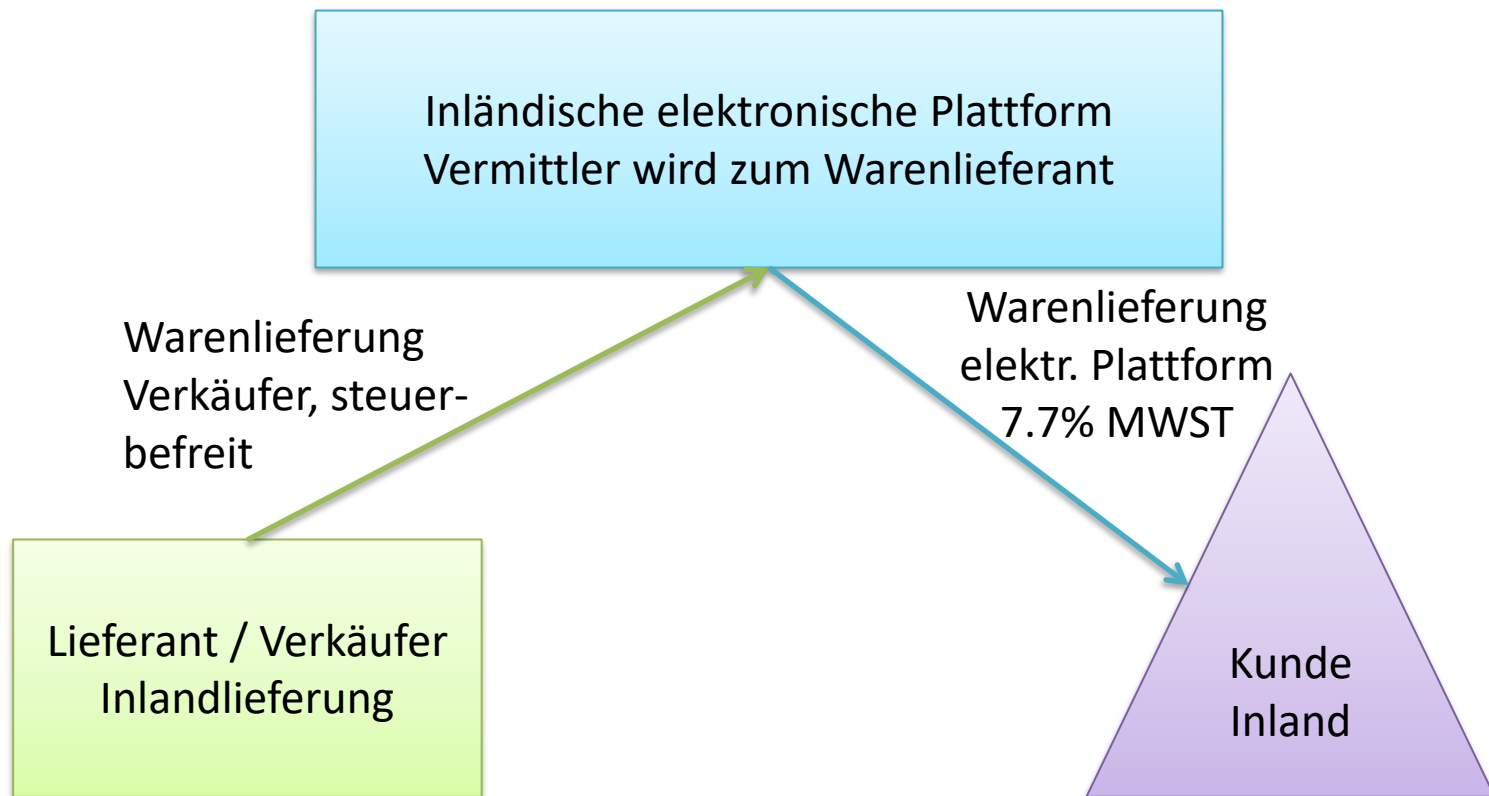 Inländische elektronische Plattform
Vermittler wird zum Warenlieferant
Warenlieferung
Verkäufer, steuer-
befreit
Warenlieferung
elektr. Plattform
7.7% MWST
Lieferant / Verkäufer
Inlandlieferung
Kunde
Inland